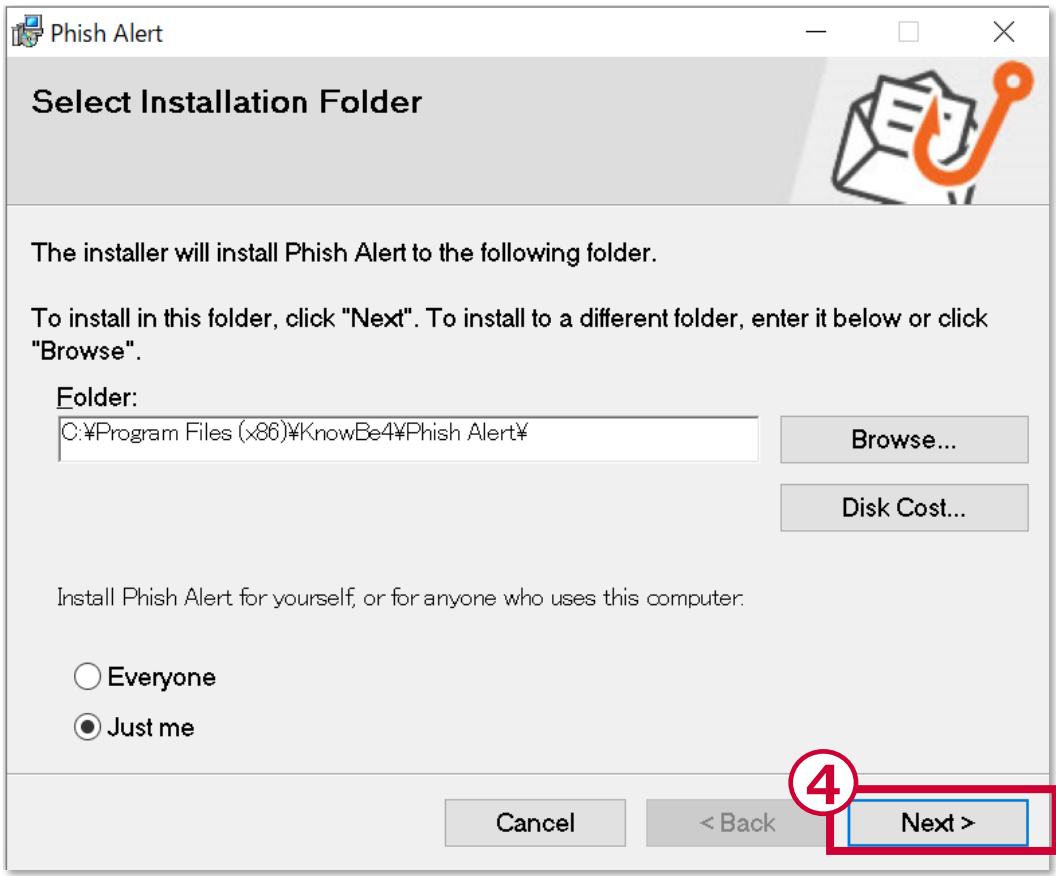 Phish Alert
Select Installation Folder
The installer will install Phish Alert to the following folder.
To install in this folder, click "Next". To install to a different folder, enter it below or click
"Browse".
Folder:
C:¥Program Files (x86)¥KnowBe4¥Phish Alert¥
Browse...
Disk Cost...
Install Phish Alert for yourself, or for anyone who uses this computer:
Everyone
Just me
④
Cancel
< Back
Next >